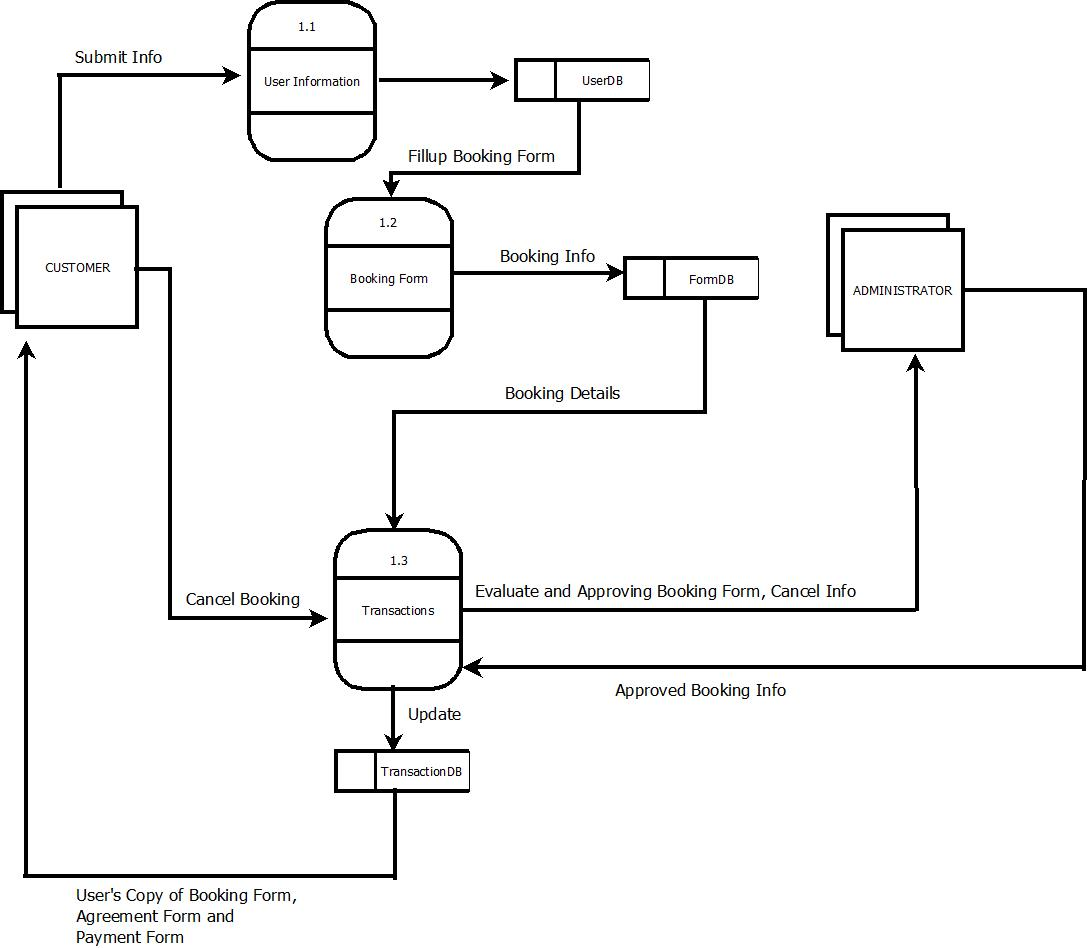 1.1
Submit Info
User Information
UserDB
Fillup Booking Form
1.2
Booking Info
CUSTOMER
Booking Form
FormDB
ADMINISTRATOR
Booking Details
1.3
Evaluate and Approving Booking Form, Cancel Info
Cancel Booking
Transactions
Approved Booking Info
Update
TransactionDB
User's Copy of Booking Form,
Agreement Form and
Payment Form